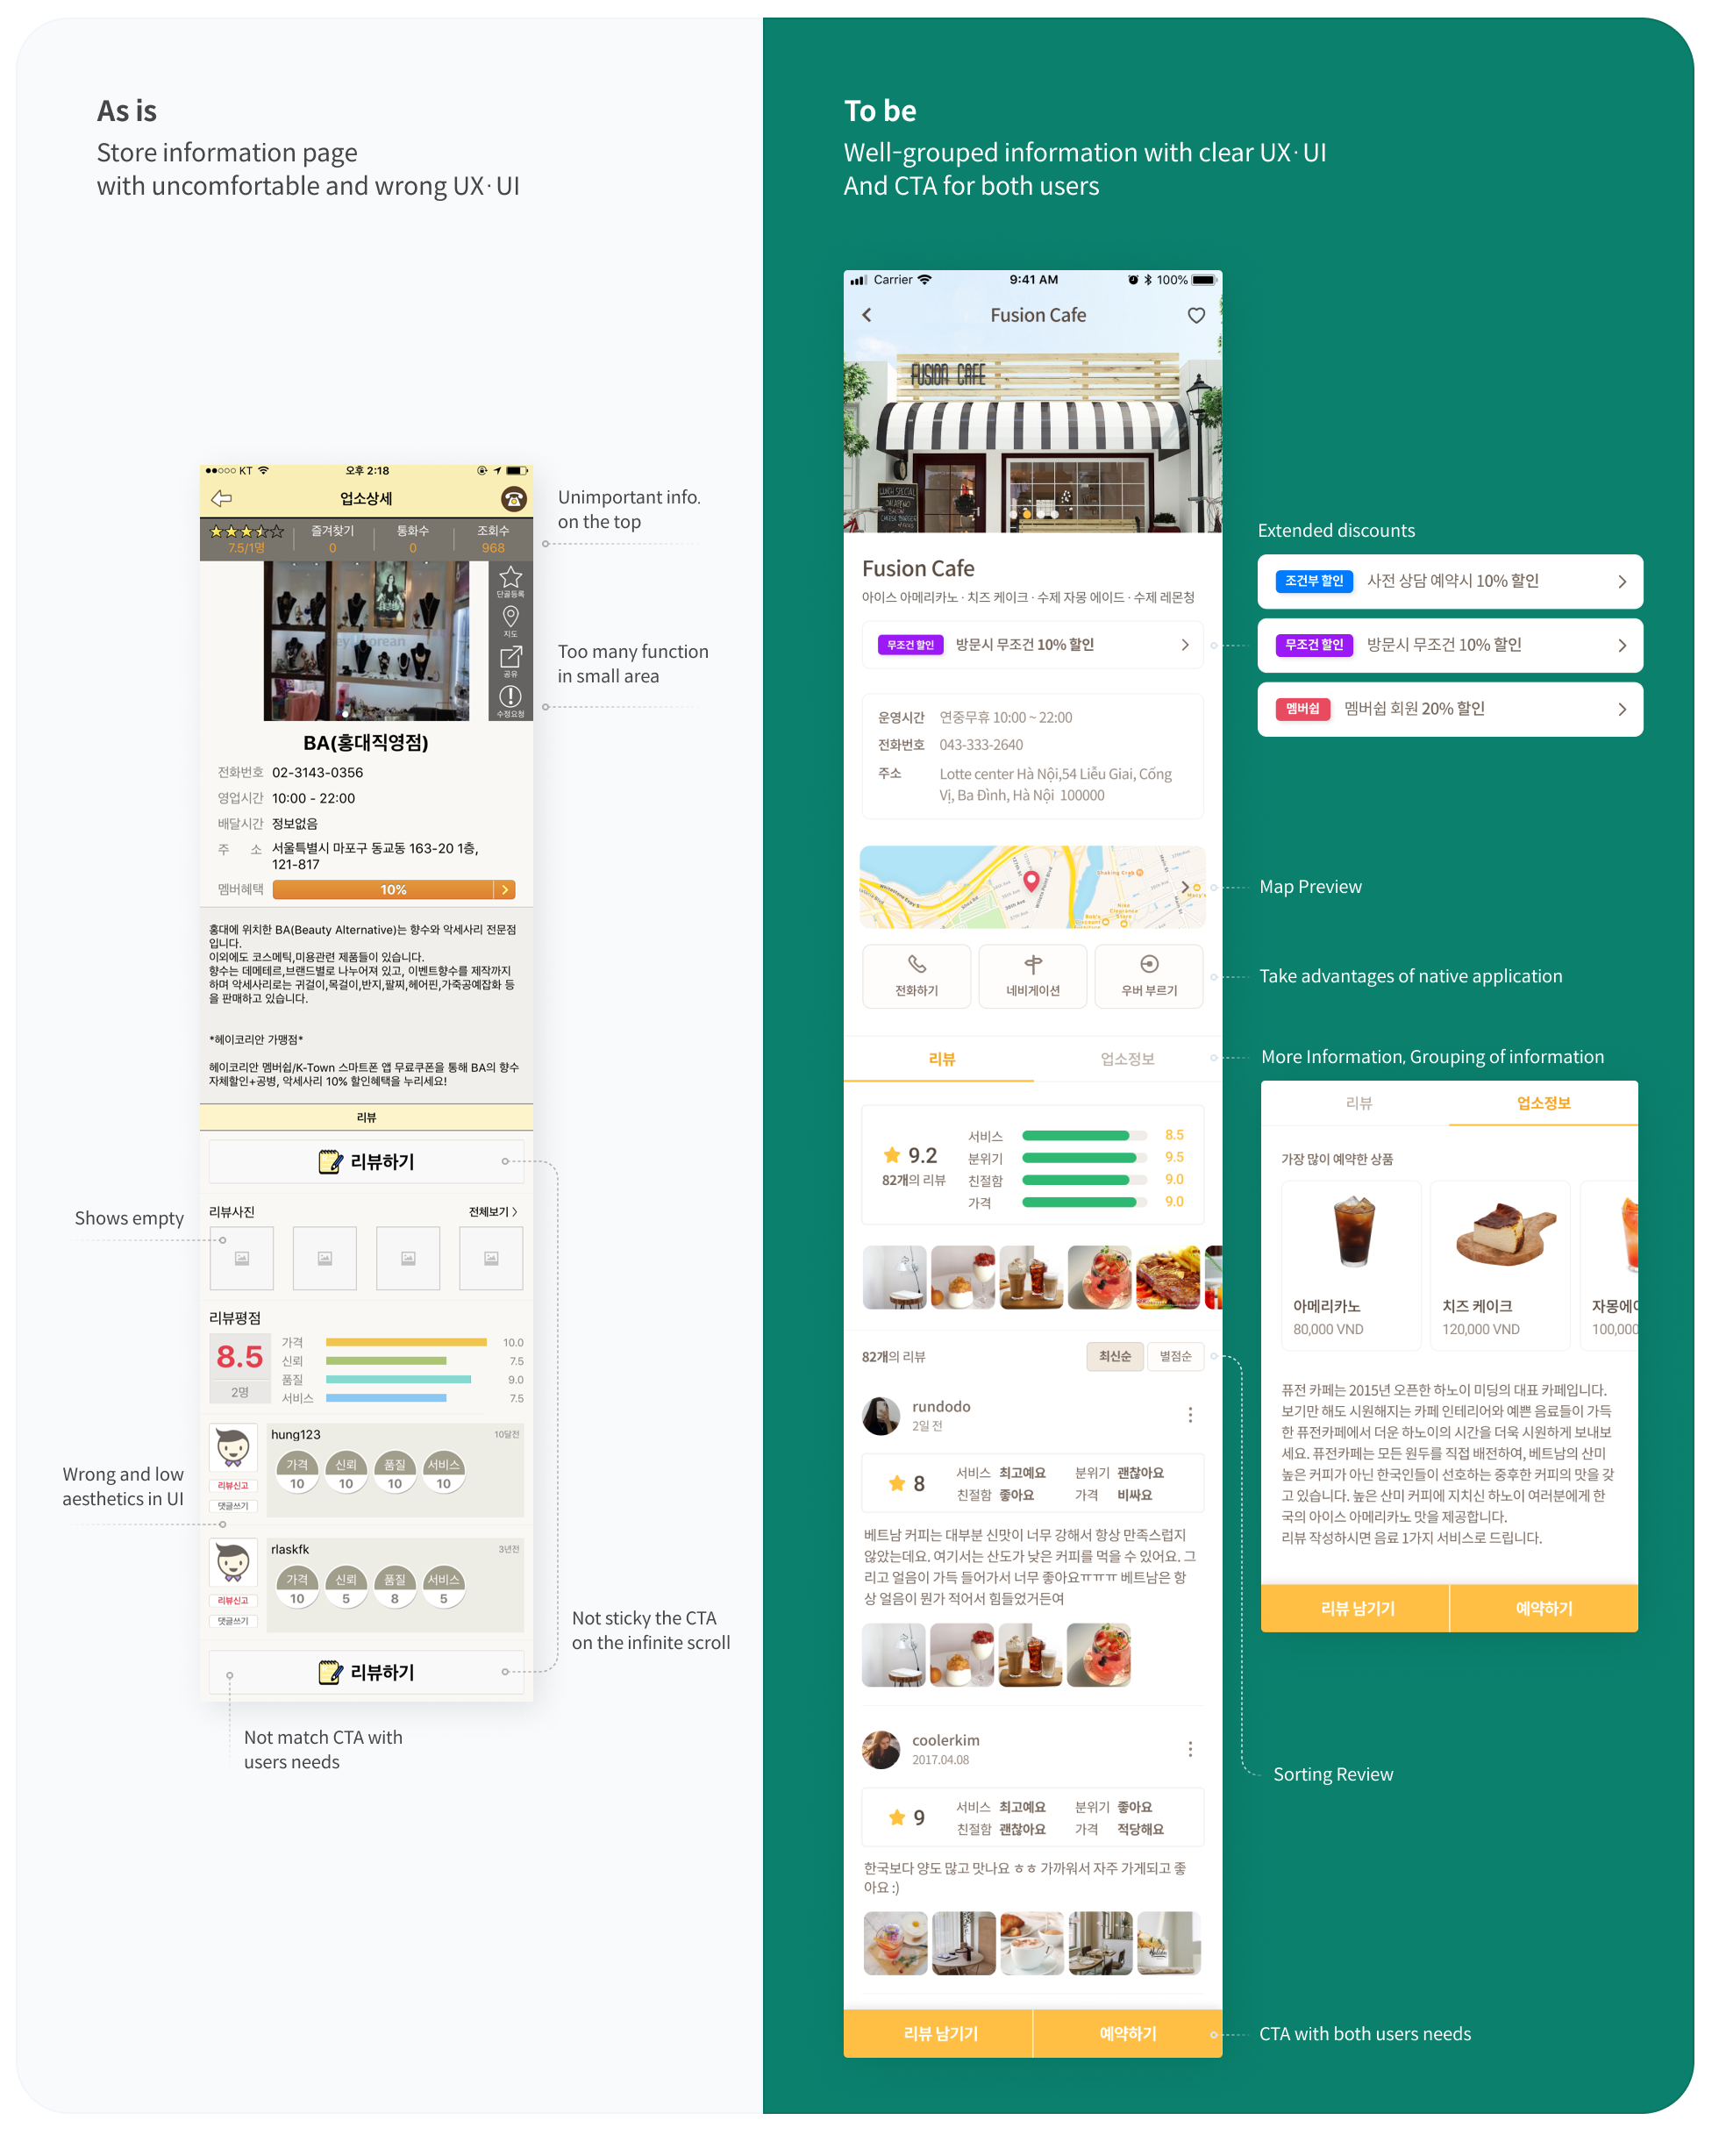 As is
Store information page
with uncomfortable and wrong UX·UI
●●○○○ KT
오후 2:18
업소상세
7.5/1명
즐겨찾기
0
통화수
0
조회수
968
단골등록
지도
공유
수정요청
BA(홍대직영점)
전화번호 02-3143-0356
영업시간 10:00 - 22:00
배달시간 정보없음
주 소 서울특별시 마포구 동교동 163-20 1층,
121-817
멤버혜택 10%
홍대에 위치한 BA(Beauty Alternative)는 향수와 악세사리 전문점
입니다.
이외에도 코스메틱,미용관련 제품들이 있습니다.
향수는 데메테르,브랜드별로 나누어져 있고, 이벤트향수를 제작까지
하며 악세사리로는 귀걸이,목걸이,반지,팔찌,헤어핀,가죽공예잡화 등
을 판매하고 있습니다.
*헤이코리안 가맹점*
헤이코리안 멤버쉽/K-Town 스마트폰 앱 무료쿠폰을 통해 BA의 향수
자체할인+공병, 악세사리 10% 할인혜택을 누리세요!
리뷰
리뷰하기
리뷰사진
전체보기
리뷰평점
8.5
2명
가격 10.0
신뢰 7.5
품질 9.0
서비스 7.5
hung123
10달전
가격 신뢰 품질 서비스
10 10 10 10
리뷰신고
댓글쓰기
rlaskfk
3년전
가격 신뢰 품질 서비스
10 5 8 5
리뷰신고
댓글쓰기
리뷰하기
Unimportant info.
on the top
Too many function
in small area
Shows empty
Wrong and low
aesthetics in UI
Not sticky the CTA
on the infinite scroll
Not match CTA with
users needs
To be
Well-grouped information with clear UX·UI
And CTA for both users
Carrier
9:41 AM
100%
Fusion Cafe
FUSION CAFE
LUNCH SPECIAL
Fusion Cafe
아이스 아메리카노 · 치즈 케이크 · 수제 자몽 에이드 · 수제 레몬청
무조건 할인 방문시 무조건 10% 할인
운영시간 연중무휴 10:00 ~ 22:00
전화번호 043-333-2640
주소 Lotte center Hà Nội,54 Liễu Giai, Cống
Vị, Ba Đình, Hà Nội 100000
전화하기
네비게이션
우버 부르기
리뷰
업소정보
9.2
82개의 리뷰
서비스 8.5
분위기 9.5
친절함 9.0
가격 9.0
82개의 리뷰
최신순
별점순
rundodo
2일 전
8
서비스 최고예요 분위기 괜찮아요
친절함 좋아요 가격 비싸요
베트남 커피는 대부분 신맛이 너무 강해서 항상 만족스럽지
않았는데요. 여기서는 산도가 낮은 커피를 먹을 수 있어요. 그
리고 얼음이 가득 들어가서 너무 좋아요ㅠㅠㅠ 베트남은 항
상 얼음이 뭔가 적어서 힘들었거든여
coolerkim
2017.04.08
9
서비스 최고예요 분위기 좋아요
친절함 괜찮아요 가격 적당해요
한국보다 양도 많고 맛나요 ㅎㅎ 가까워서 자주 가게되고 좋
아요 :)
리뷰 남기기
예약하기
Extended discounts
조건부 할인 사전 상담 예약시 10% 할인
무조건 할인 방문시 무조건 10% 할인
멤버쉽 멤버쉽 회원 20% 할인
Map Preview
Take advantages of native application
More Information, Grouping of information
리뷰
업소정보
가장 많이 예약한 상품
아메리카노
80,000 VND
치즈 케이크
120,000 VND
100,000
퓨전 카페는 2015년 오픈한 하노이 미딩의 대표 카페입니다.
보기만 해도 시원해지는 카페 인테리어와 예쁜 음료들이 가득
한 퓨전카페에서 더운 하노이의 시간을 더욱 시원하게 보내보
세요. 퓨전카페는 모든 원두를 직접 배전하여, 베트남의 산미
높은 커피가 아닌 한국인들이 선호하는 중후한 커피의 맛을 갖
고 있습니다. 높은 산미 커피에 지치신 하노이 여러분에게 한
국의 아이스 아메리카노 맛을 제공합니다.
리뷰 작성하시면 음료 1가지 서비스로 드립니다.
리뷰 남기기
예약하기
Sorting Review
CTA with both users needs